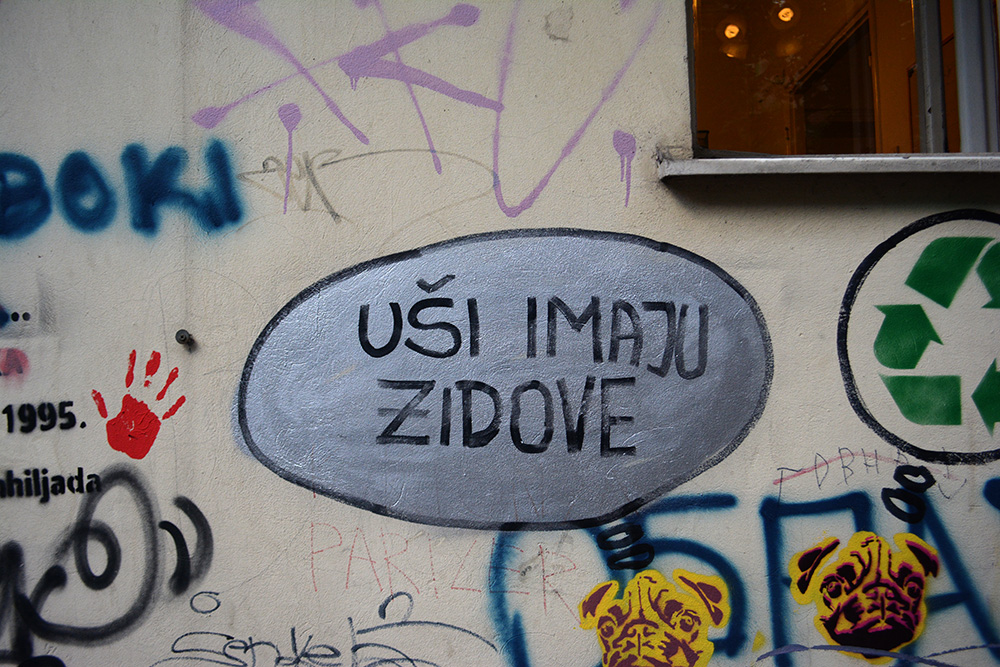 BOKI
UŠI IMAJU
ZIDOVE
1995.
hiljada
PARIZER